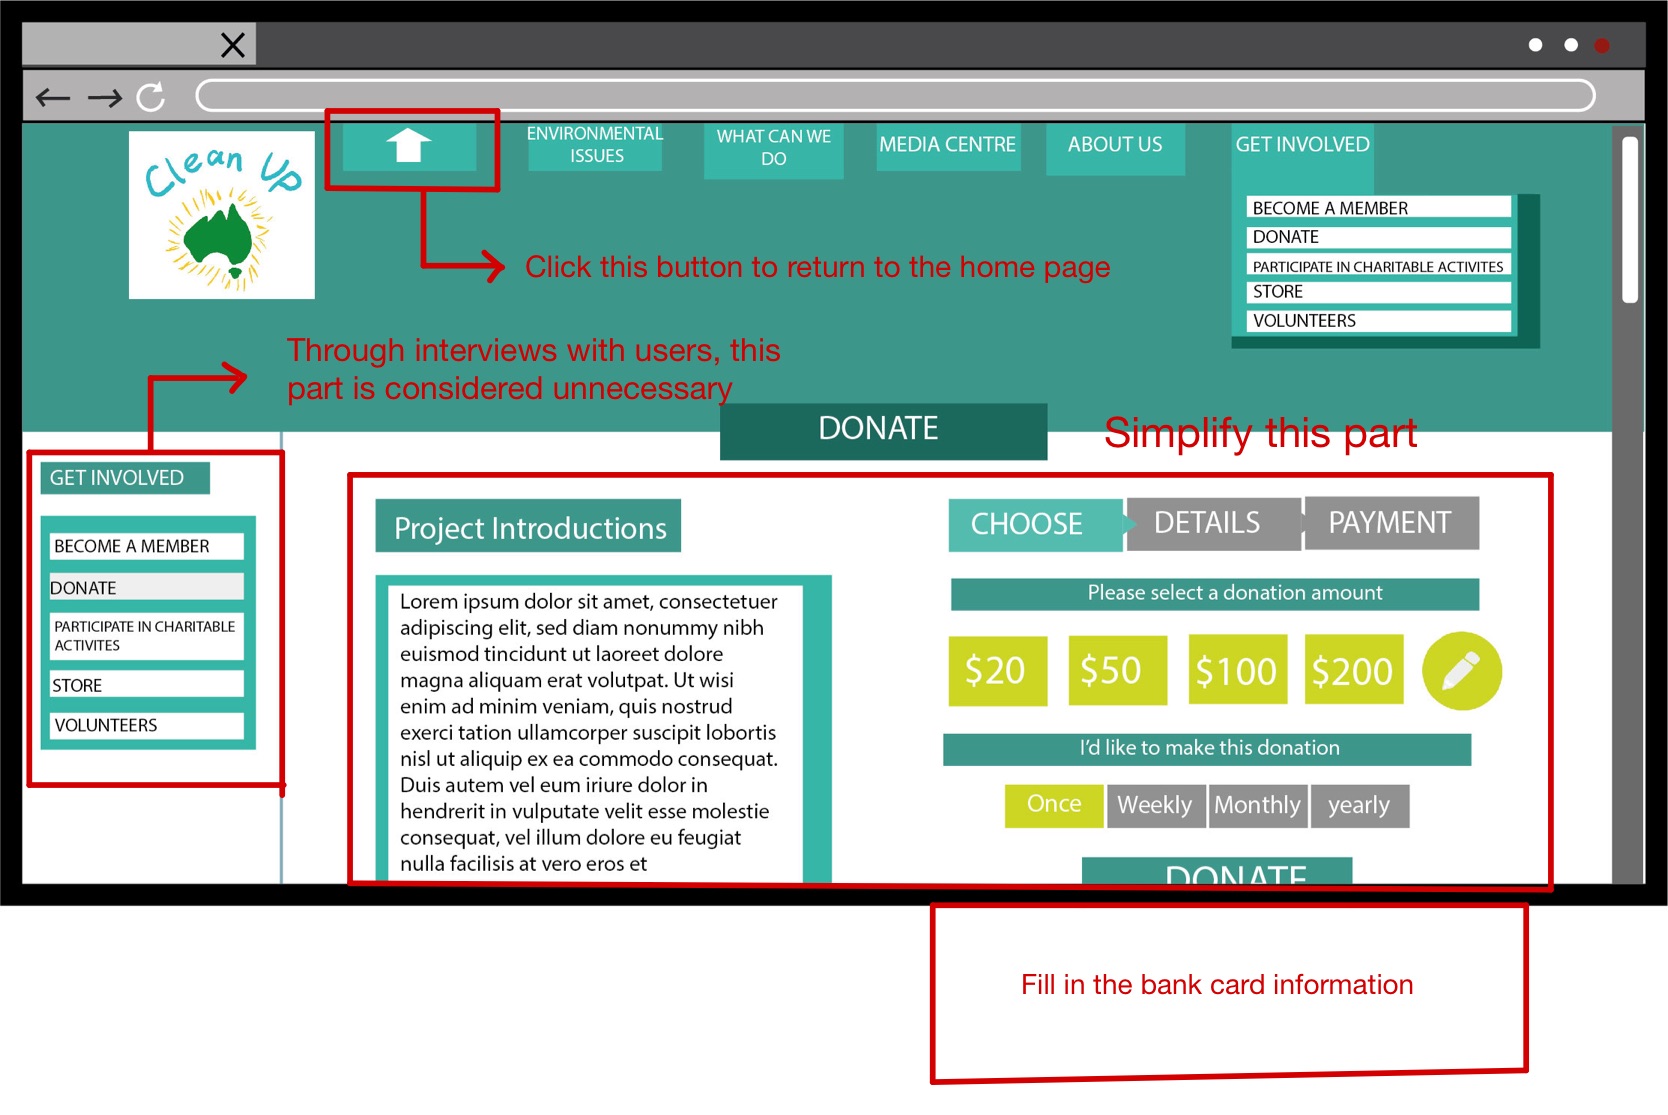 Clean Up
ENVIRONMENTAL
ISSUES
WHAT CAN WE
DO
MEDIA CENTRE
ABOUT US
GET INVOLVED
BECOME A MEMBER
DONATE
PARTICIPATE IN CHARITABLE ACTIVITES
STORE
VOLUNTEERS
Click this button to return to the home page
Through interviews with users, this
part is considered unnecessary
DONATE
Simplify this part
GET INVOLVED
BECOME A MEMBER
DONATE
PARTICIPATE IN CHARITABLE
ACTIVITES
STORE
VOLUNTEERS
Project Introductions
Lorem ipsum dolor sit amet, consectetuer
adipiscing elit, sed diam nonummy nibh
euismod tincidunt ut laoreet dolore
magna aliquam erat volutpat. Ut wisi
enim ad minim veniam, quis nostrud
exerci tation ullamcorper suscipit lobortis
nisl ut aliquip ex ea commodo consequat.
Duis autem vel eum iriure dolor in
hendrerit in vulputate velit esse molestie
consequat, vel illum dolore eu feugiat
nulla facilisis at vero eros et
CHOOSE
DETAILS
PAYMENT
Please select a donation amount
$20
$50
$100
$200
I'd like to make this donation
Once
Weekly
Monthly
yearly
DONATE
Fill in the bank card information